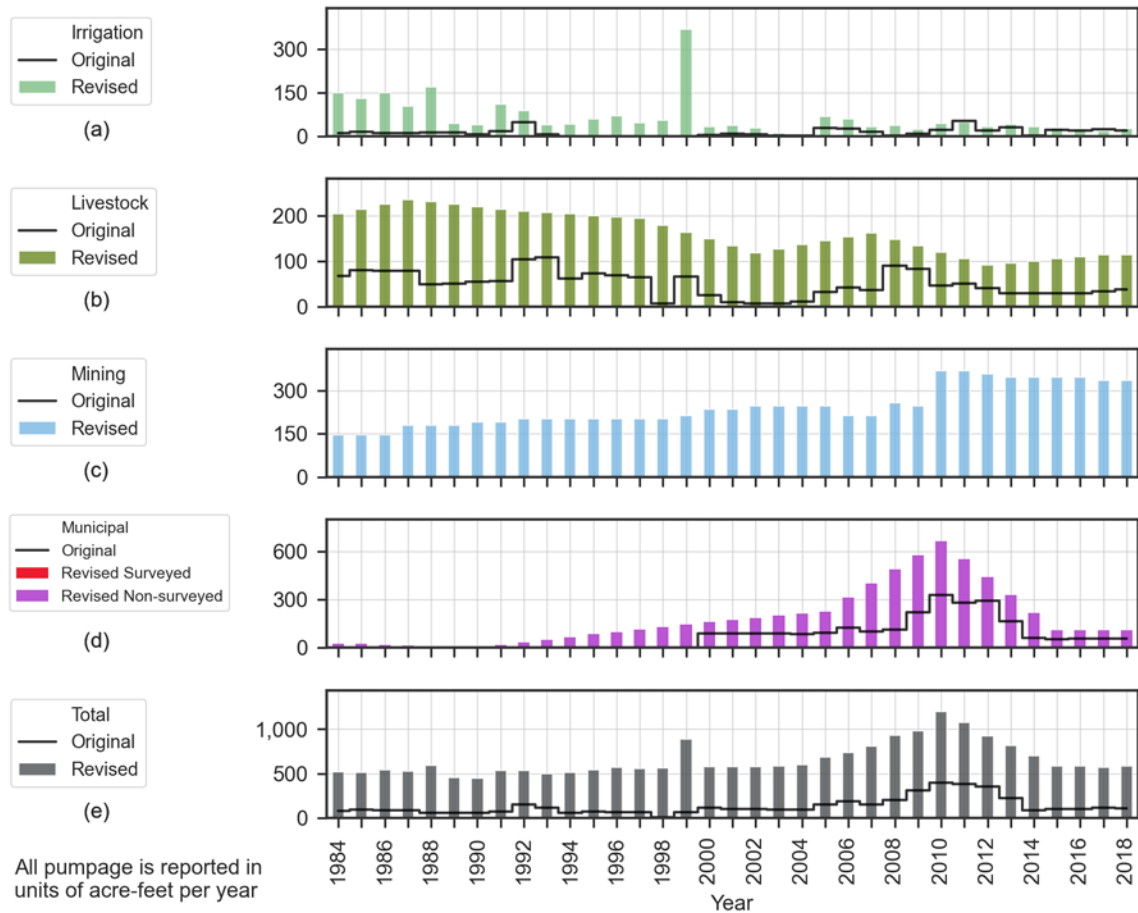 Irrigation
Original
Revised
(a)
300
150
0
Livestock
Original
Revised
(b)
200
100
0
Mining
Original
Revised
(c)
300
150
0
Municipal
Original
Revised Surveyed
Revised Non-surveyed
(d)
600
300
0
Total
Original
Revised
(e)
1,000
500
0
1984
1986
1988
1990
1992
1994
1996
1998
2000
2002
2004
2006
2008
2010
2012
2014
2016
2018
Year
All pumpage is reported in
units of acre-feet per year